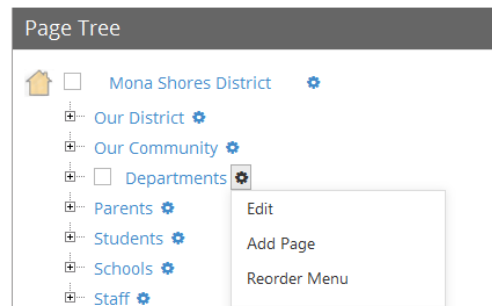 Page Tree
Mona Shores District
Our District
Our Community
Departments
Parents
Edit
Students
Add Page
Schools
Reorder Menu
Staff